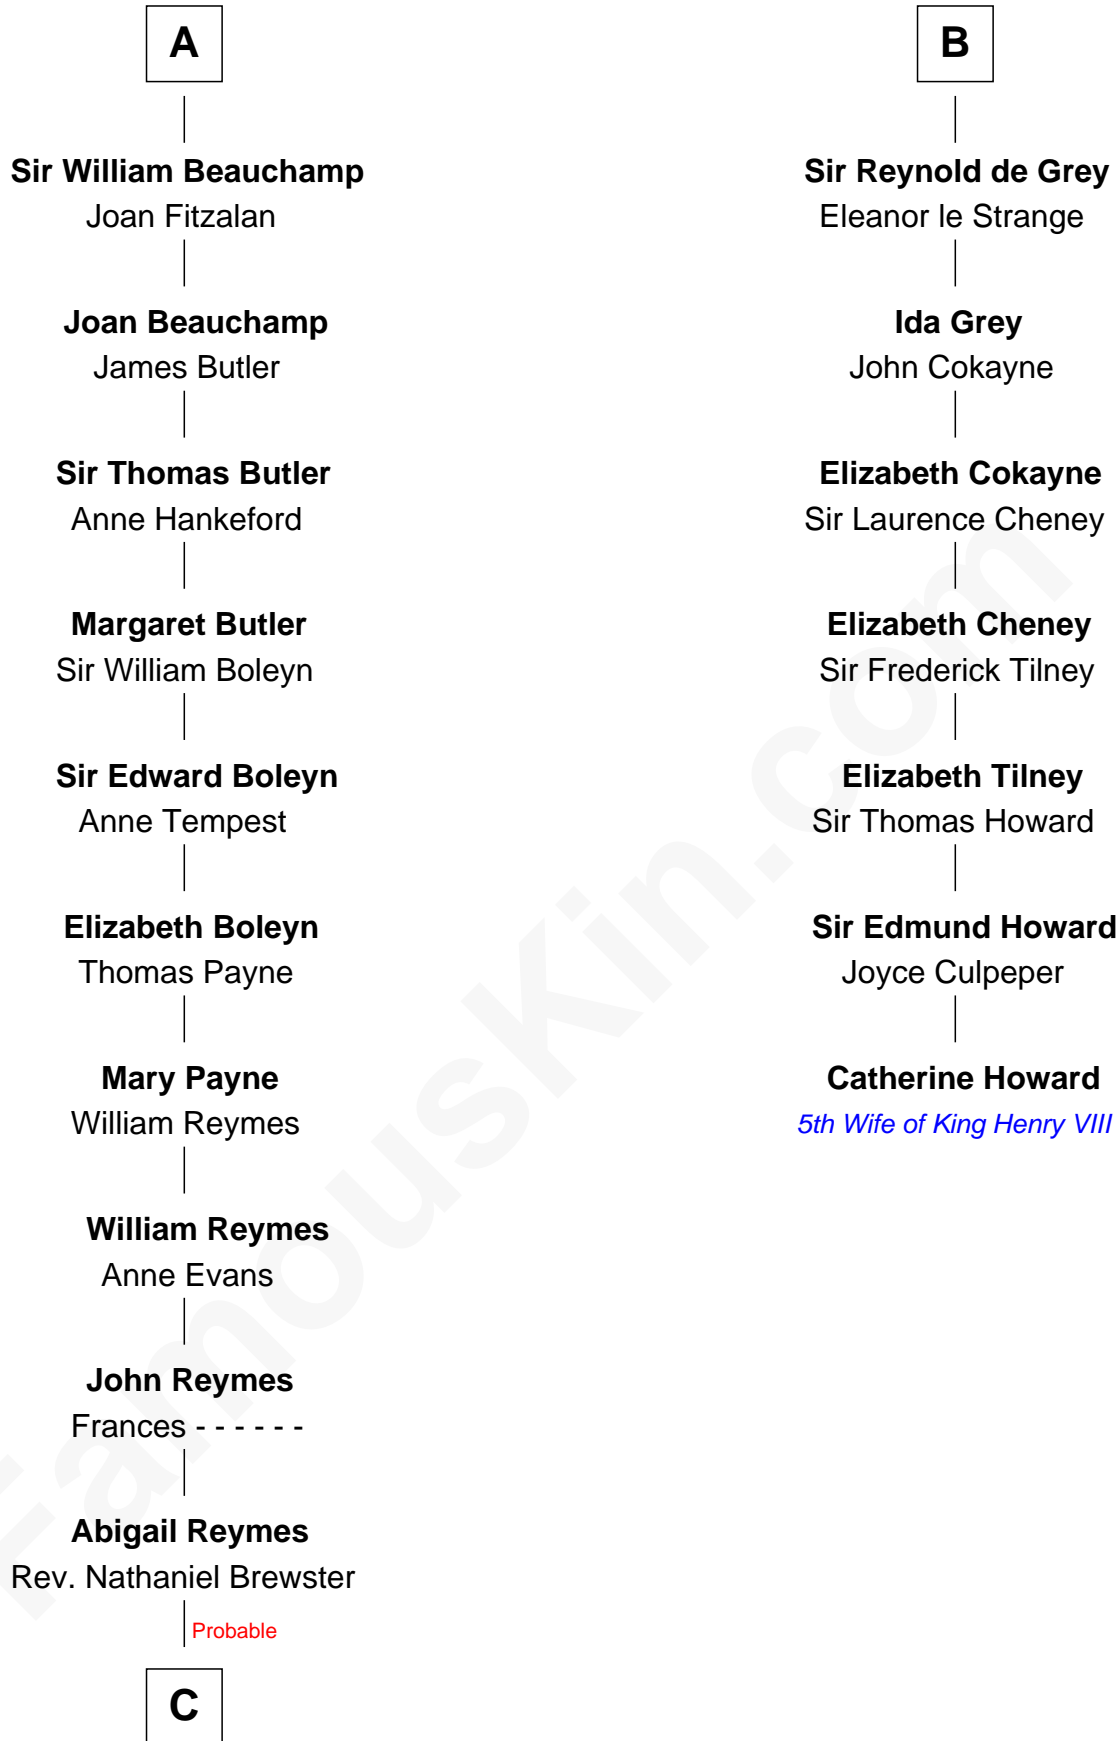 A
Sir William Beauchamp
Joan Fitzalan
Joan Beauchamp
James Butler
Sir Thomas Butler
Anne Hankeford
Margaret Butler
Sir William Boleyn
Sir Edward Boleyn
Anne Tempest
Elizabeth Boleyn
Thomas Payne
Mary Payne
William Reymes
William Reymes
Anne Evans
John Reymes
Frances - - - - - -
Abigail Reymes
Rev. Nathaniel Brewster
Probable
C
B
Sir Reynold de Grey
Eleanor le Strange
Ida Grey
John Cokayne
Elizabeth Cokayne
Sir Laurence Cheney
Elizabeth Cheney
Sir Frederick Tilney
Elizabeth Tilney
Sir Thomas Howard
Sir Edmund Howard
Joyce Culpeper
Catherine Howard
5th Wife of King Henry VIII
FamousKin.com